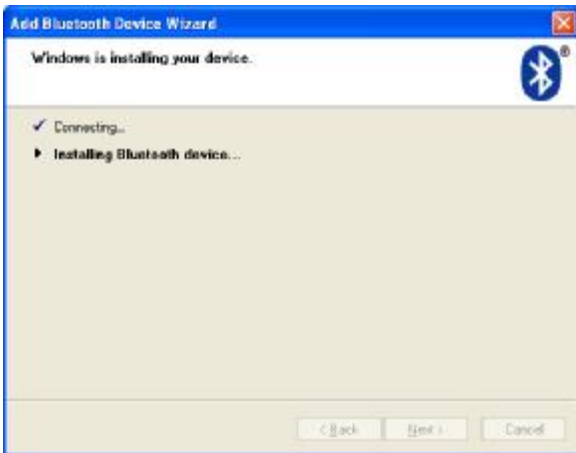 Add Bluetooth Device Wizard
Windows is installing your device.
®
✓ Connecting...
▶ Installing Bluetooth device...
< Back Next > Cancel